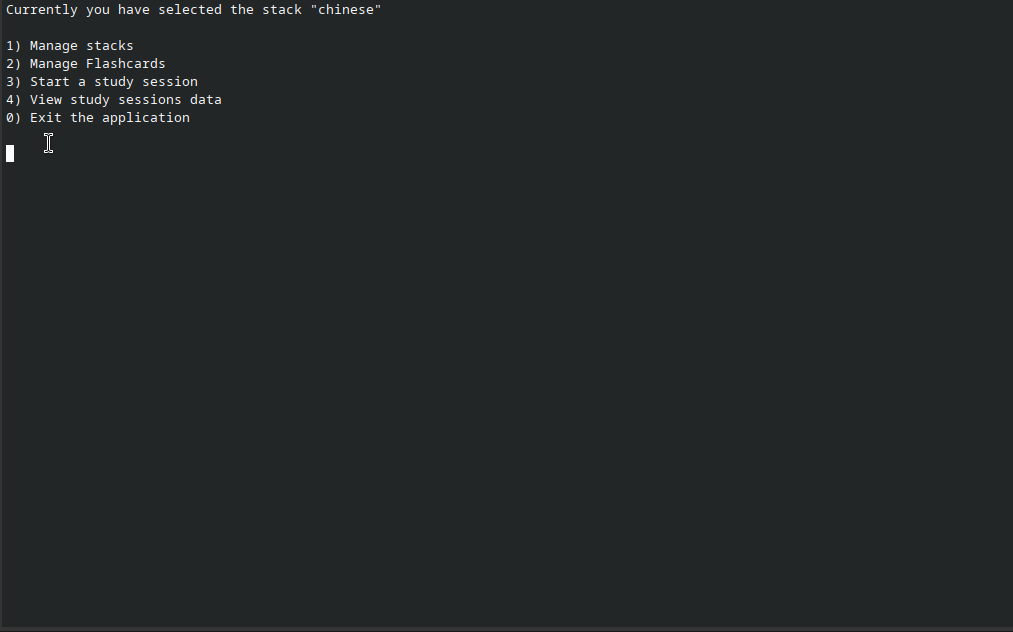 Currently you have selected the stack "chinese"
1) Manage stacks
2) Manage Flashcards
3) Start a study session
4) View study sessions data
0) Exit the application